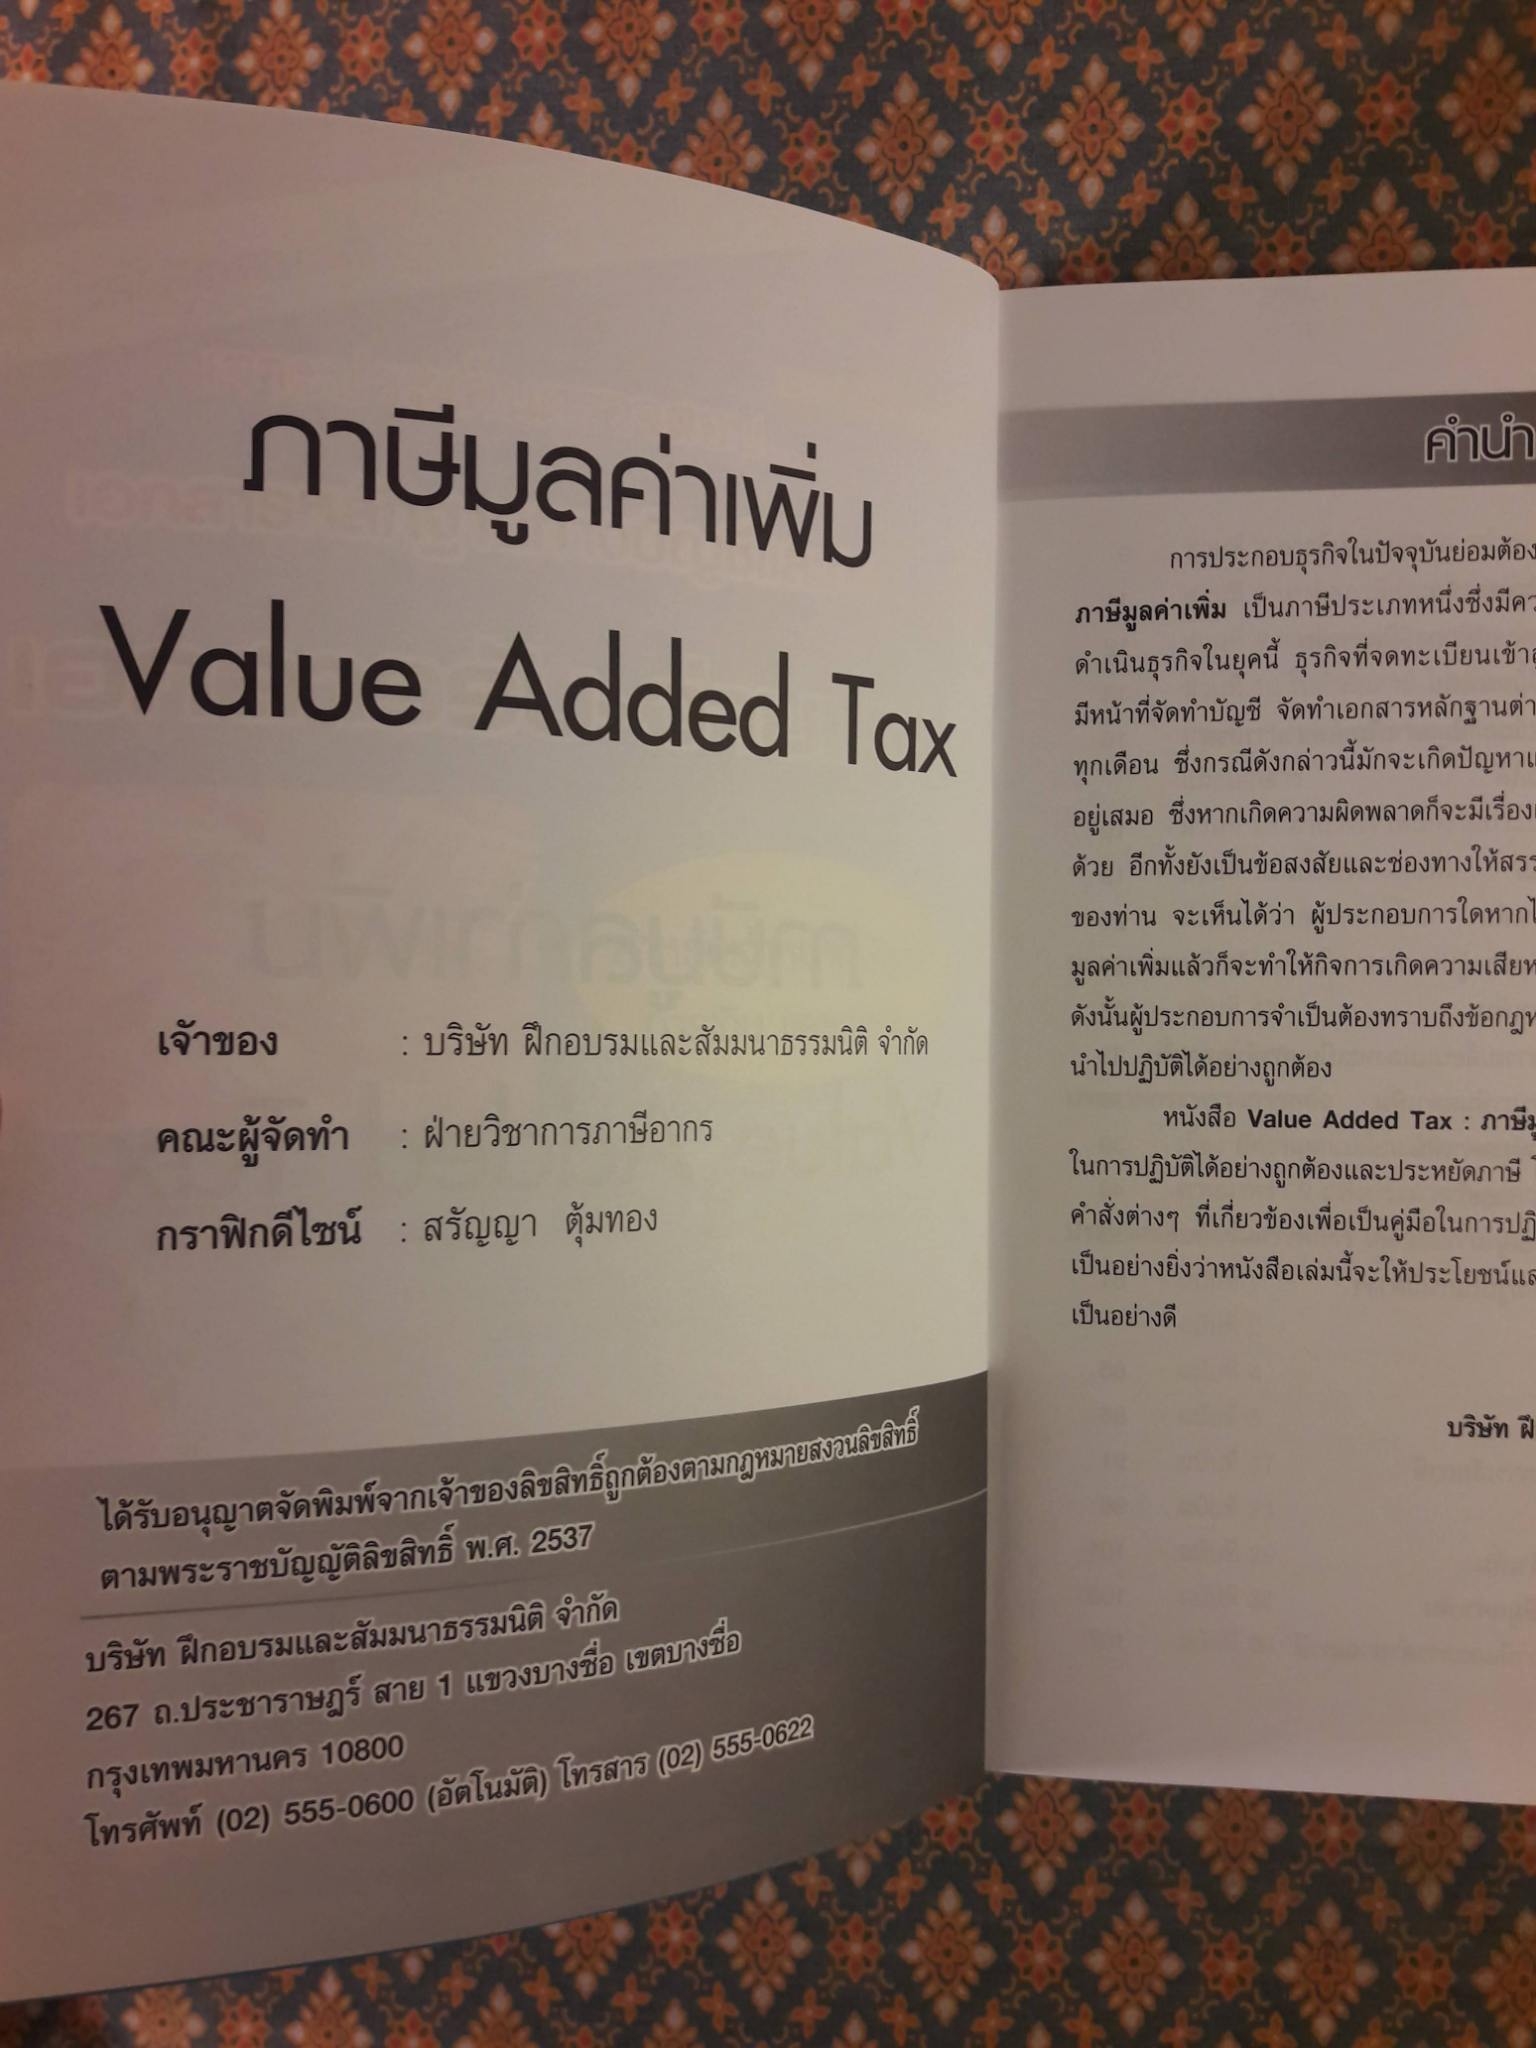 ภาษีมูลค่าเพิ่ม
Value Added Tax
เจ้าของ : บริษัท ฝึกอบรมและสัมมนาธรรมนิติ จำกัด
คณะผู้จัดทำ : ฝ่ายวิชาการภาษีอากร
กราฟิกดีไซน์ : สรัญญา ตุ้มทอง
ได้รับอนุญาตจัดพิมพ์จากเจ้าของลิขสิทธิ์ถูกต้องตามกฎหมายสงวนลิขสิทธิ์
ตามพระราชบัญญัติลิขสิทธิ์ พ.ศ. 2537
บริษัท ฝึกอบรมและสัมมนาธรรมนิติ จำกัด
267 ถ.ประชาราษฎร์ สาย 1 แขวงบางซื่อ เขตบางซื่อ
กรุงเทพมหานคร 10800
โทรศัพท์ (02) 555-0600 (อัตโนมัติ) โทรสาร (02) 555-0622
คำนำ
การประกอบธุรกิจในปัจจุบันย่อมต้อง
ภาษีมูลค่าเพิ่ม เป็นภาษีประเภทหนึ่งซึ่งมี
ดำเนินธุรกิจในยุคนี้ ธุรกิจที่จดทะเบียนเข้า
มีหน้าที่จัดทำบัญชี จัดทำเอกสารหลักฐาน
ทุกเดือน ซึ่งกรณีดังกล่าวนี้มักจะเกิดปัญหา
อยู่เสมอ ซึ่งหากเกิดความผิดพลาดก็จะมีเรื่อง
ด้วย อีกทั้งยังเป็นข้อสงสัยและช่องทางให้
ของท่าน จะเห็นได้ว่า ผู้ประกอบการใดหาก
มูลค่าเพิ่มแล้วก็จะทำให้กิจการเกิดความ
ดังนั้นผู้ประกอบการจำเป็นต้องทราบถึงข้อ
นำไปปฏิบัติได้อย่างถูกต้อง
หนังสือ Value Added Tax :
ในการปฏิบัติได้อย่างถูกต้องและประหยัดภาษี
คำสั่งต่างๆ ที่เกี่ยวข้องเพื่อเป็นคู่มือในการ
เป็นอย่างยิ่งว่าหนังสือเล่มนี้จะให้ประโยชน์
เป็นอย่างดี
บริษัท